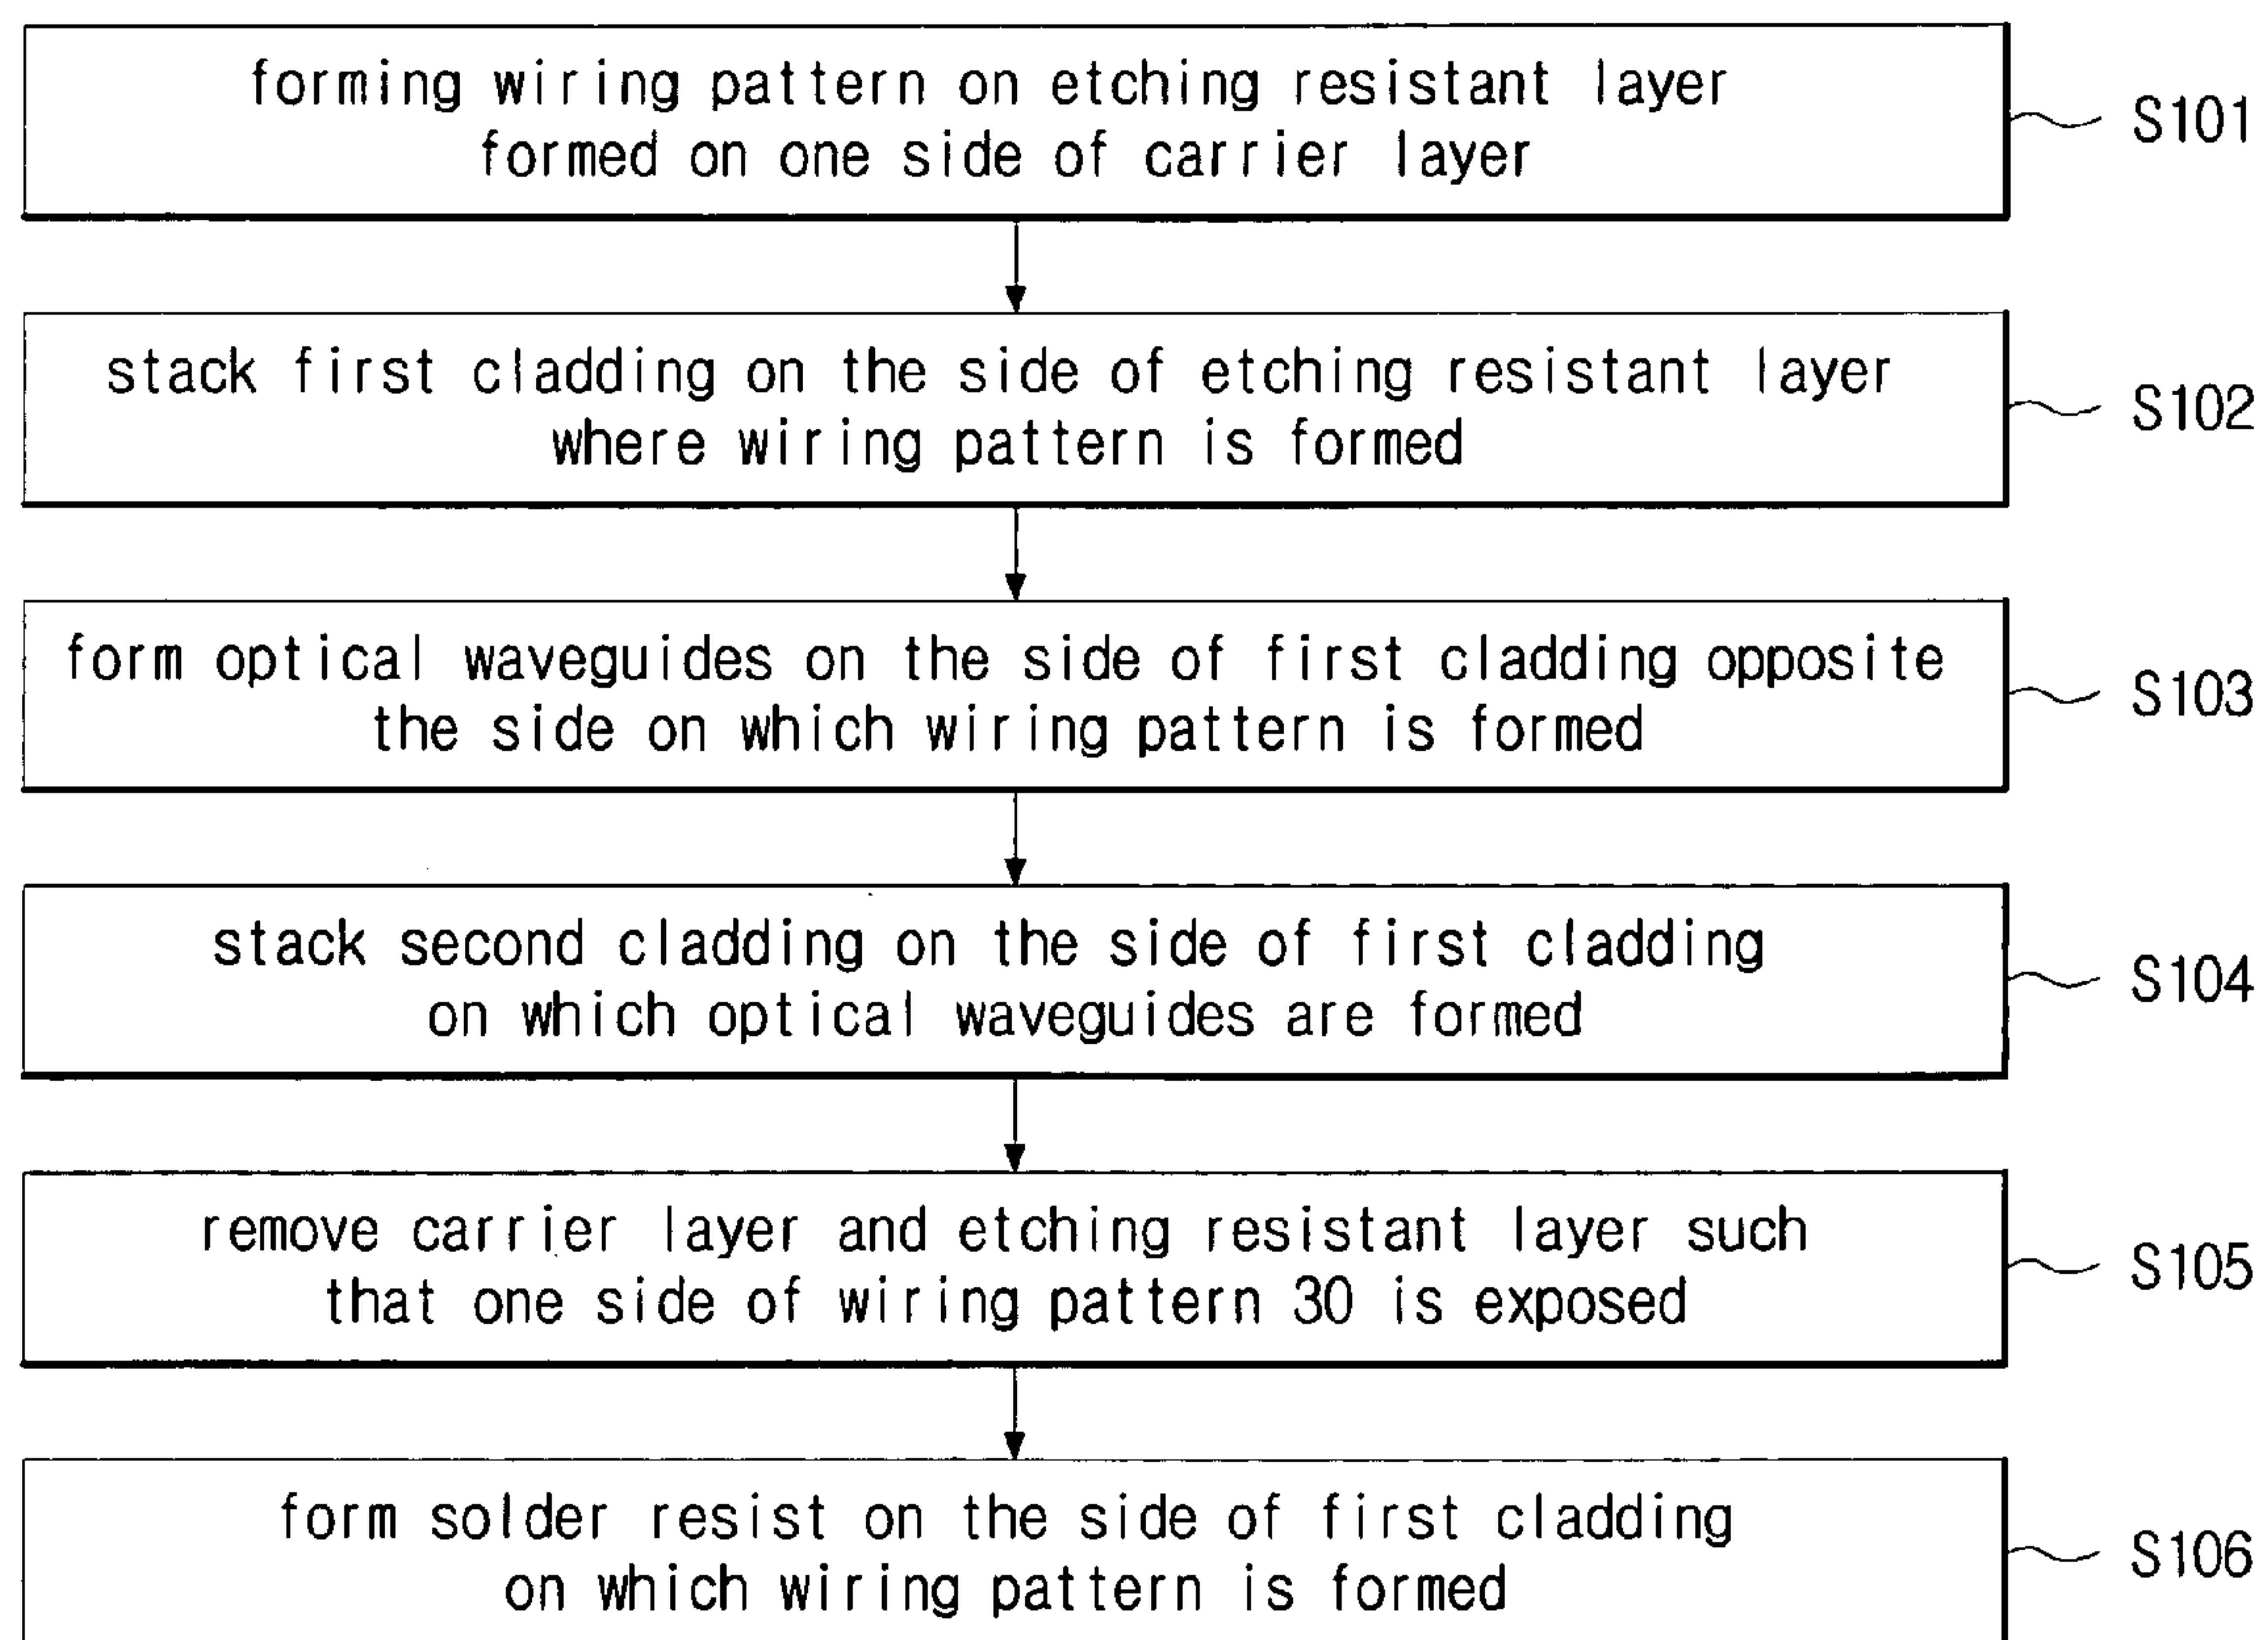 forming wiring pattern on etching resistant layer
formed on one side of carrier layer
S101
stack first cladding on the side of etching resistant layer
where wiring pattern is formed
S102
form optical waveguides on the side of first cladding opposite
the side on which wiring pattern is formed
S103
stack second cladding on the side of first cladding
on which optical waveguides are formed
S104
remove carrier layer and etching resistant layer such
that one side of wiring pattern 30 is exposed
S105
form solder resist on the side of first cladding
on which wiring pattern is formed
S106